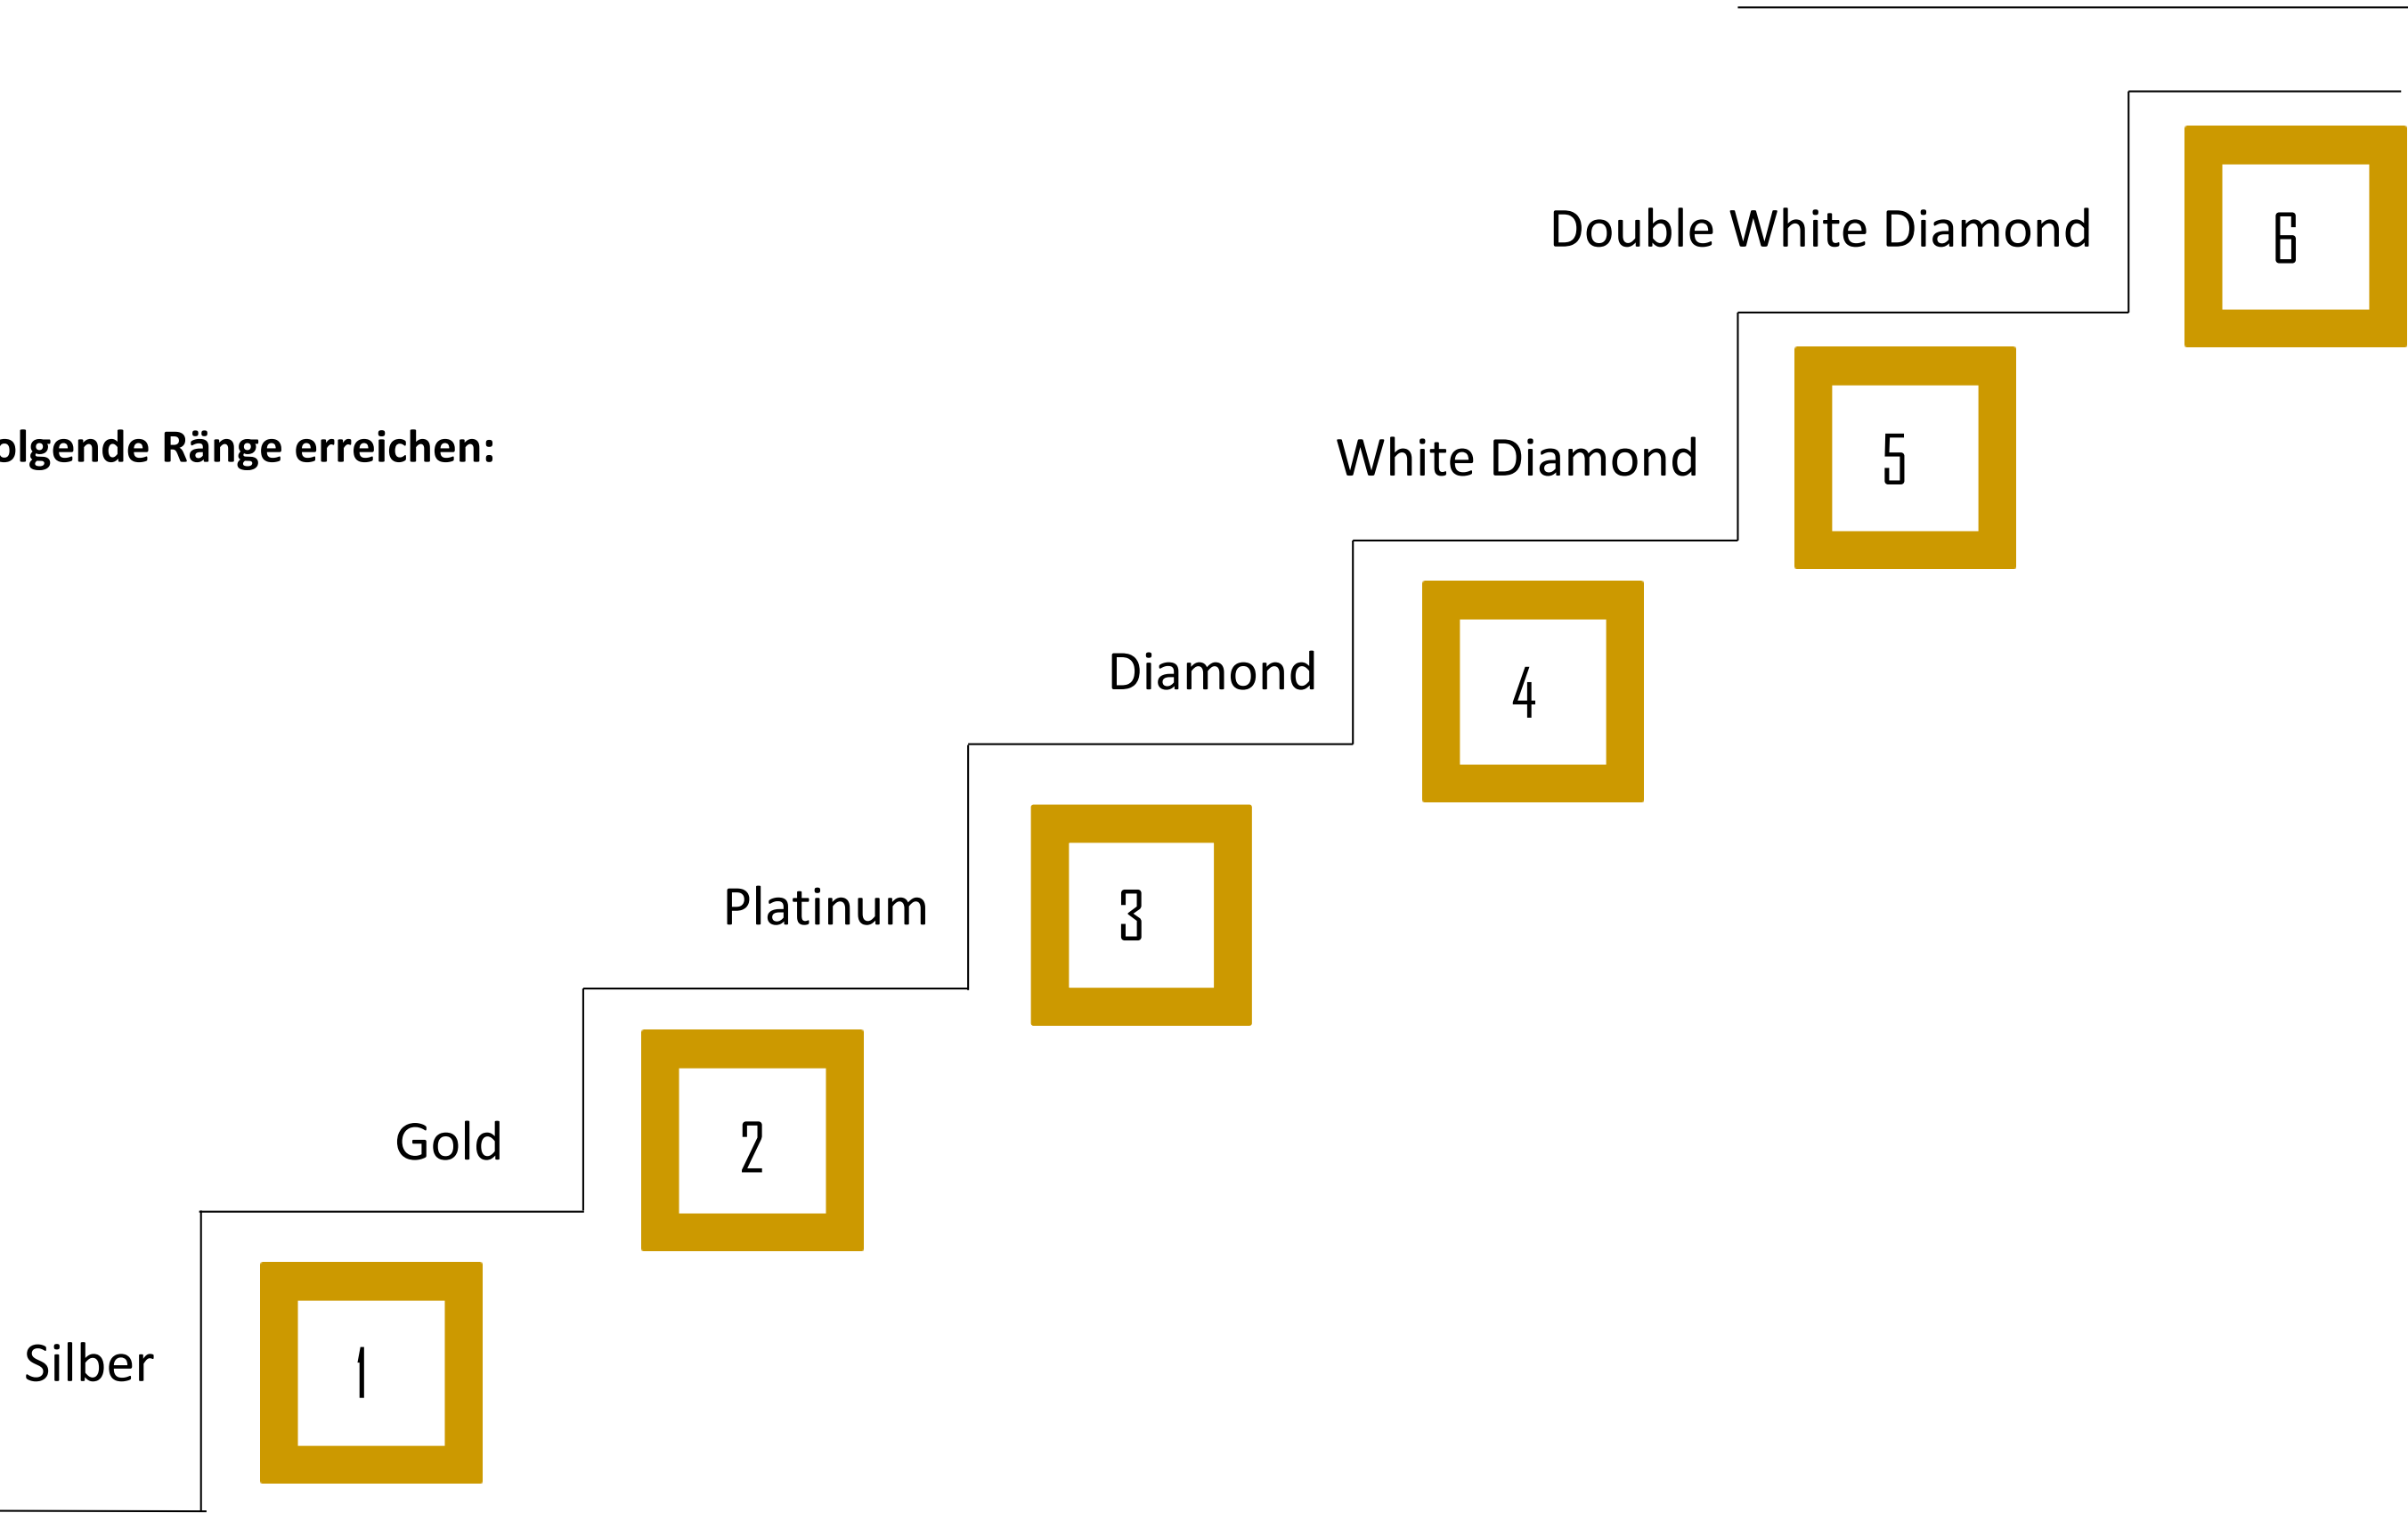 Double White Diamond 6
olgende Ränge erreichen:
White Diamond 5
Diamond 4
Platinum 3
Gold 2
Silber 1